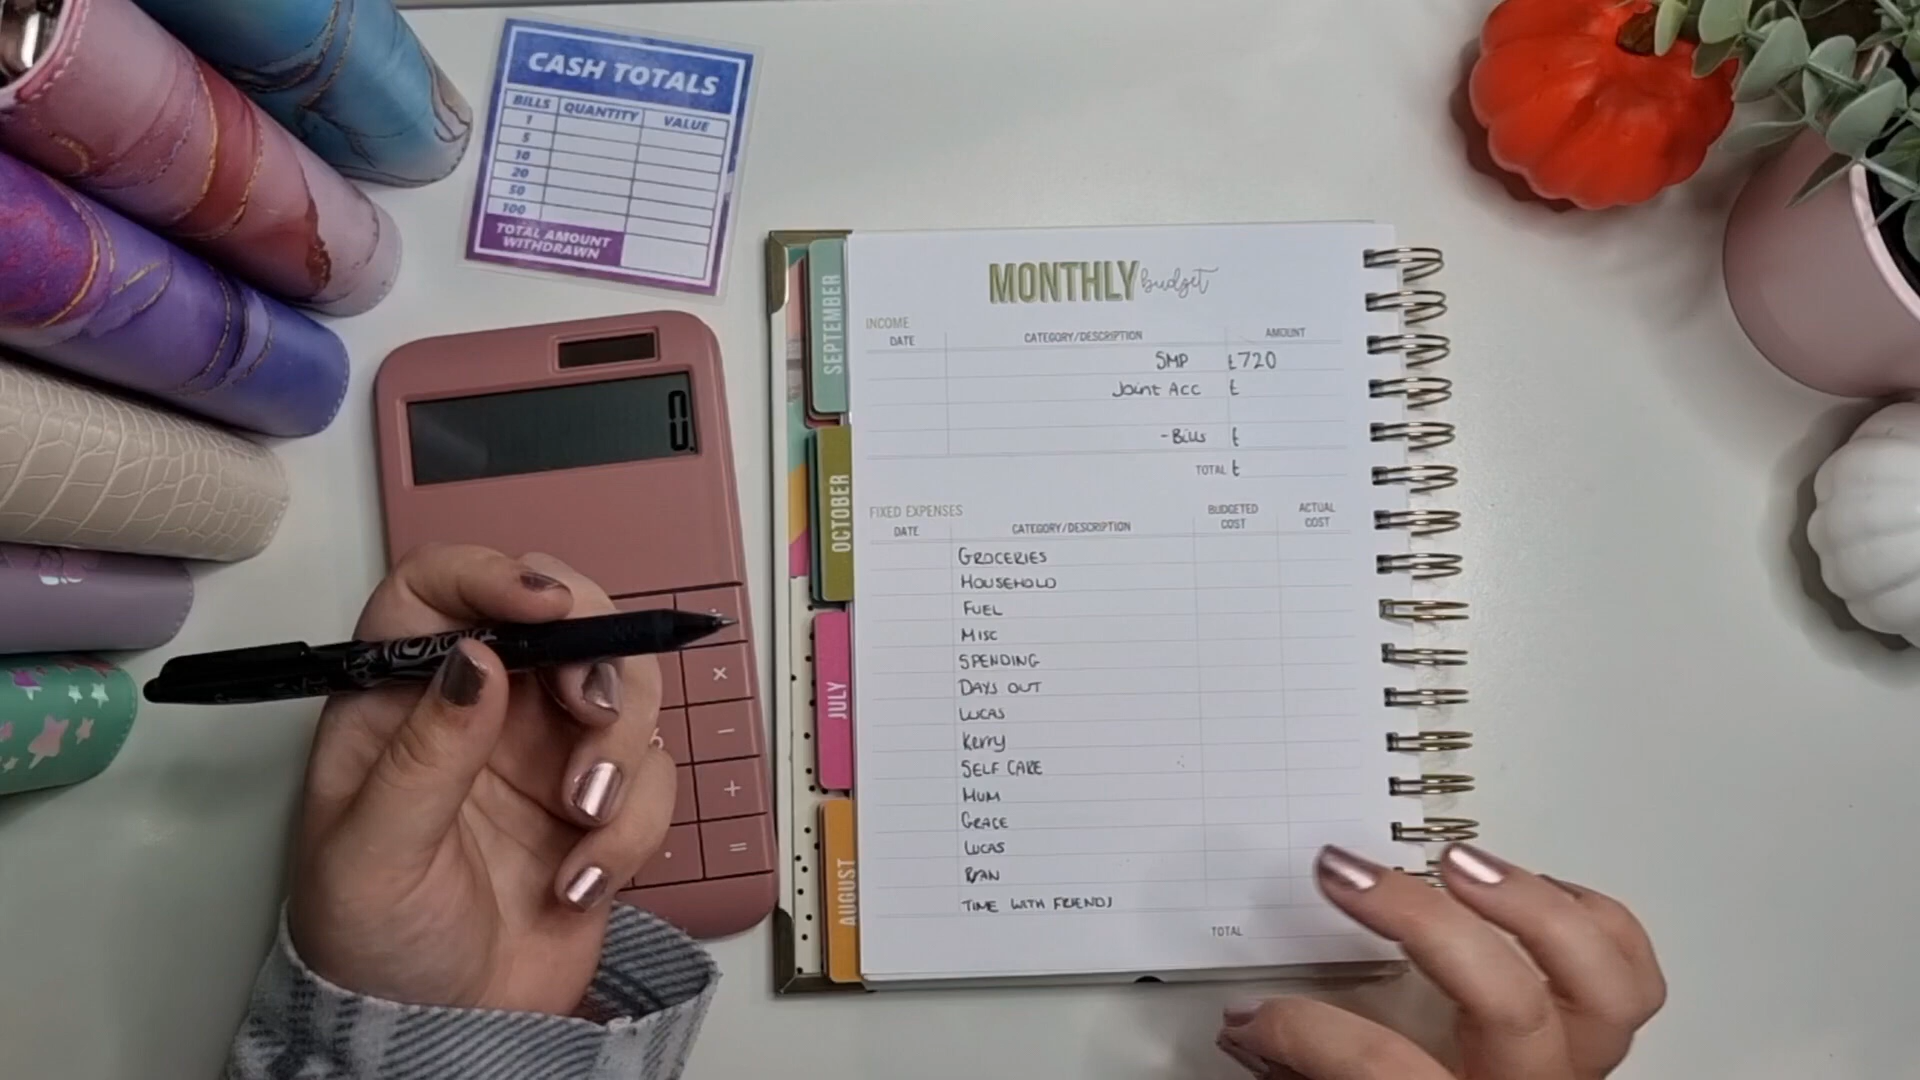 CASH TOTALS
BILLS QUANTITY VALUE
1
5
10
20
50
100
TOTAL AMOUNT
WITHDRAWN
0.
÷
×
−
+
.
=
SEPTEMBER
OCTOBER
JULY
AUGUST
MONTHLY budget
INCOME
DATE CATEGORY/DESCRIPTION AMOUNT
SMP £720
Joint Acc £
-Bills £
TOTAL £
FIXED EXPENSES
DATE CATEGORY/DESCRIPTION BUDGETED COST ACTUAL COST
GROCERIES
HOUSEHOLD
FUEL
MISC
SPENDING
DAYS OUT
LUCAS
Kerry
SELF CARE
MUM
GRACE
LUCAS
RYAN
TIME WITH FRIENDS
TOTAL